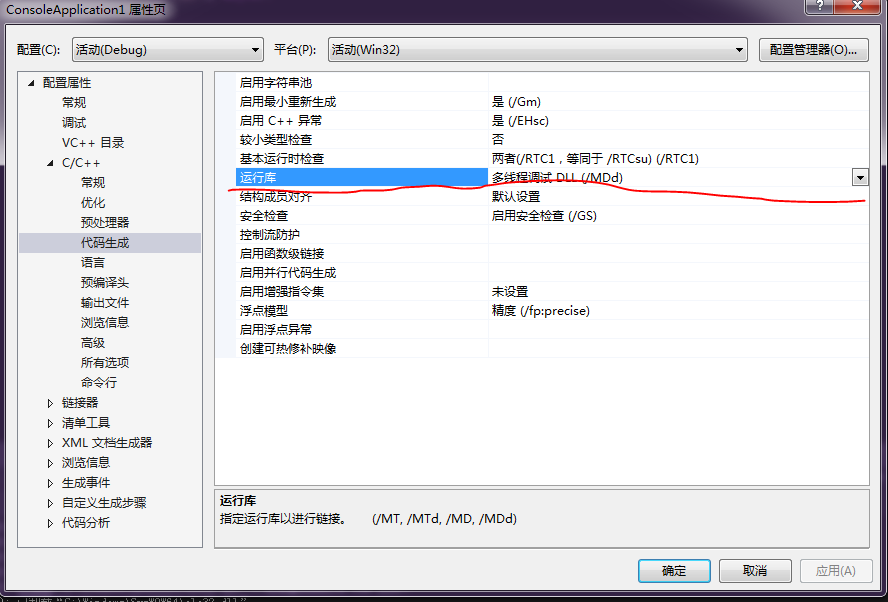 ConsoleApplication1 属性页
配置(C): 活动(Debug) 平台(P): 活动(Win32) 配置管理器(O)...
配置属性
常规
调试
VC++ 目录
C/C++
常规
优化
预处理器
代码生成
语言
预编译头
输出文件
浏览信息
高级
所有选项
命令行
链接器
清单工具
XML 文档生成器
浏览信息
生成事件
自定义生成步骤
代码分析
启用字符串池
启用最小重新生成 是 (/Gm)
启用 C++ 异常 是 (/EHsc)
较小类型检查 否
基本运行时检查 两者(/RTC1，等同于 /RTCsu) (/RTC1)
运行库 多线程调试 DLL (/MDd)
结构成员对齐 默认设置
安全检查 启用安全检查 (/GS)
控制流防护
启用函数级链接
启用并行代码生成
启用增强指令集 未设置
浮点模型 精度 (/fp:precise)
启用浮点异常
创建可热修补映像
运行库
指定运行库以进行链接。 (/MT, /MTd, /MD, /MDd)
确定 取消 应用(A)